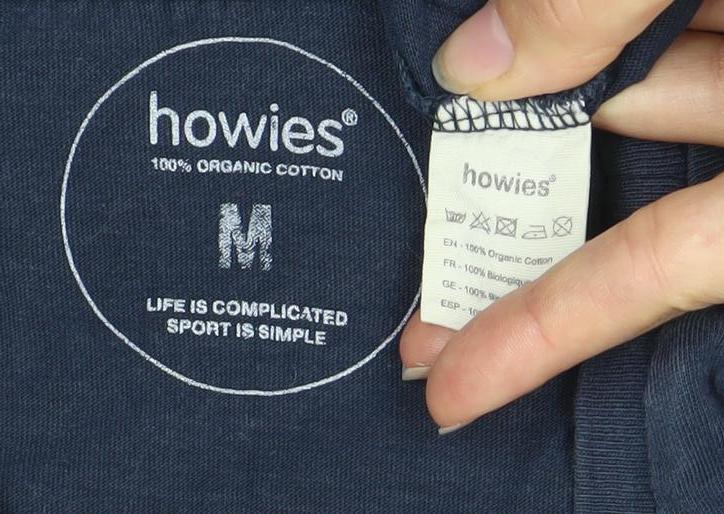 howies®
100% ORGANIC COTTON
M
LIFE IS COMPLICATED
SPORT IS SIMPLE
howies®
EN - 100% Organic Cotton
FR - 100%
GE - 100%
ESP -